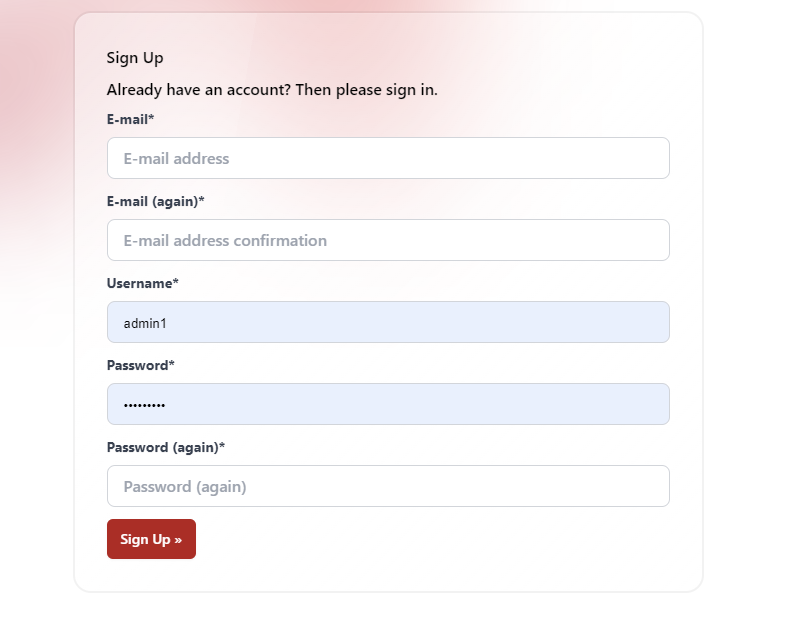 Sign Up
Already have an account? Then please sign in.
E-mail*
E-mail address
E-mail (again)*
E-mail address confirmation
Username*
admin1
Password*
•••••••••
Password (again)*
Password (again)
Sign Up »